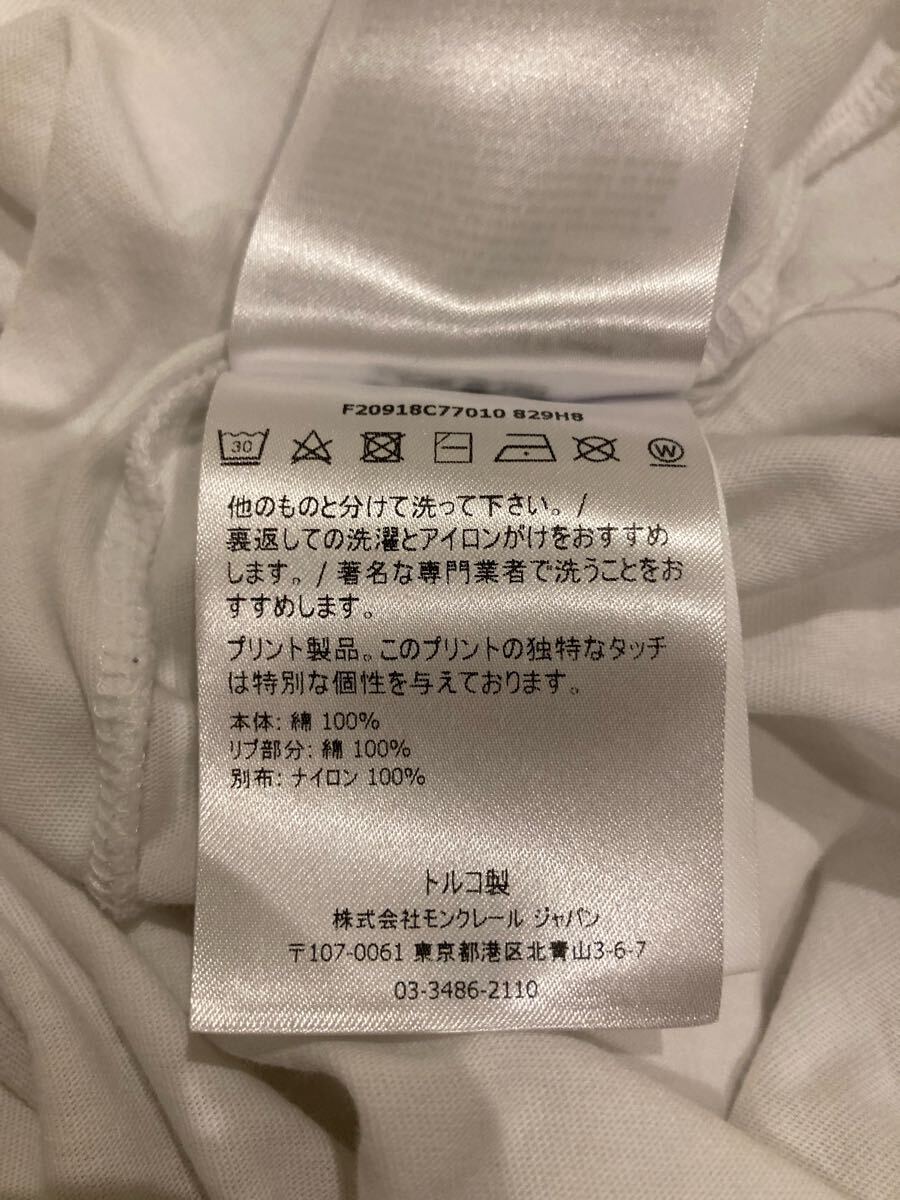 F20918C77010 829H8
30
W
他のものと分けて洗って下さい。/
裏返しての洗濯とアイロンがけをおすすめ
します。/ 著名な専門業者で洗うことをお
すすめします。
プリント製品。このプリントの独特なタッチ
は特別な個性を与えております。
本体: 綿 100%
リブ部分: 綿 100%
別布: ナイロン 100%
トルコ製
株式会社モンクレール ジャパン
〒107-0061 東京都港区北青山3-6-7
03-3486-2110